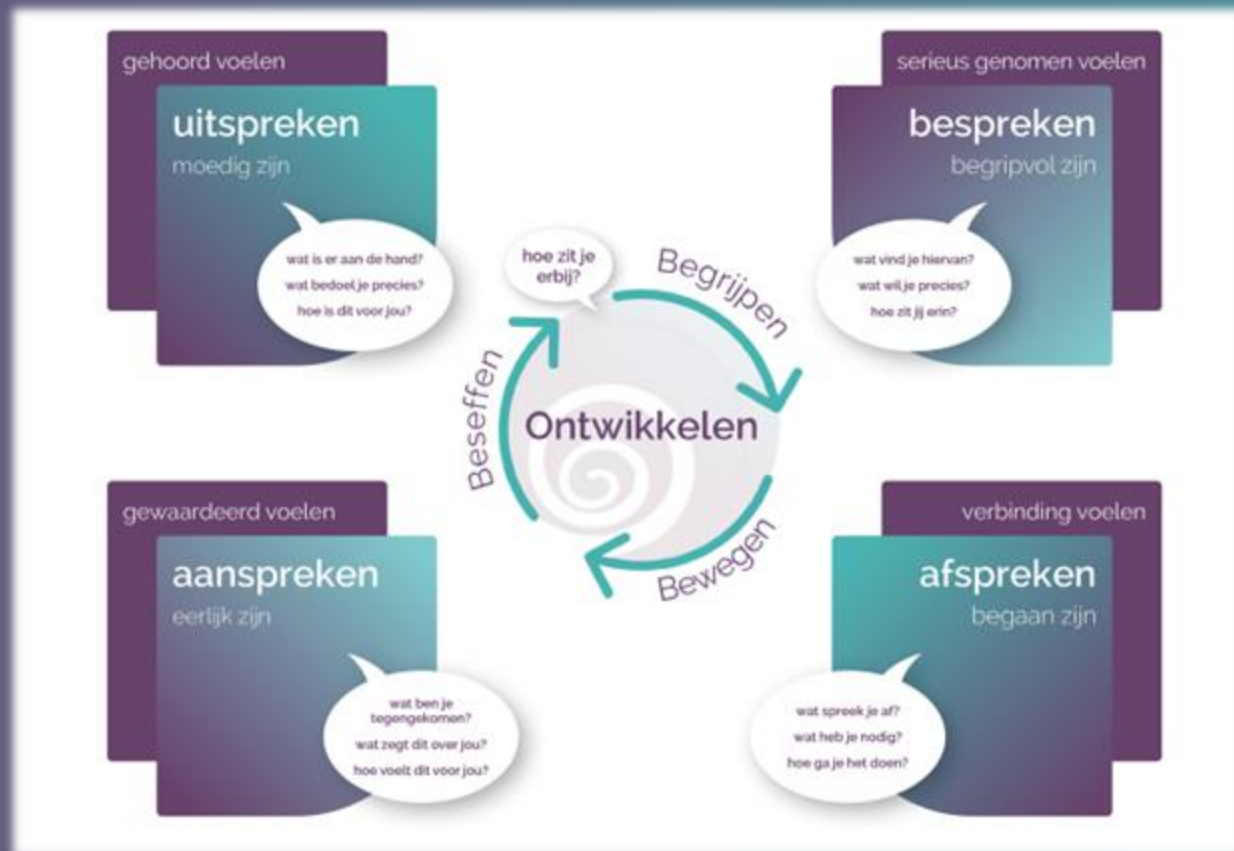 gehoord voelen
uitspreken
moedig zijn
wat is er aan de hand?
wat bedoel je precies?
hoe is dit voor jou?
serieus genomen voelen
bespreken
begripvol zijn
wat vind je hiervan?
wat wil je precies?
hoe zit jij erin?
hoe zit je
erbij?
Begrijpen
Beseffen
Ontwikkelen
Bewegen
gewaardeerd voelen
aanspreken
eerlijk zijn
wat ben je
tegengekomen?
wat zegt dit over jou?
hoe voelt dit voor jou?
verbinding voelen
afspreken
begaan zijn
wat spreek je af?
wat heb je nodig?
hoe ga je het doen?